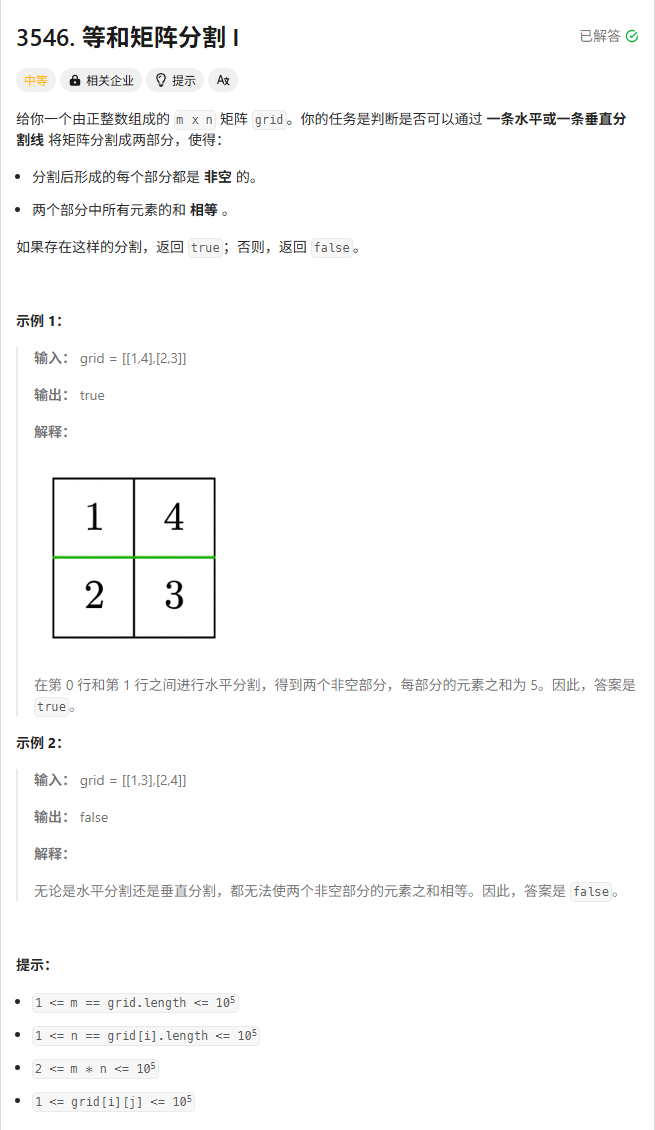 3546. 等和矩阵分割 I
已解答
中等 相关企业 提示 Aꭗ
给你一个由正整数组成的 m x n 矩阵 grid。你的任务是判断是否可以通过 一条水平或一条垂直分
割线 将矩阵分割成两部分，使得：
• 分割后形成的每个部分都是 非空 的。
• 两个部分中所有元素的和 相等 。
如果存在这样的分割，返回 true；否则，返回 false。
示例 1：
输入： grid = [[1,4],[2,3]]
输出： true
解释：
1 4
2 3
在第 0 行和第 1 行之间进行水平分割，得到两个非空部分，每部分的元素之和为 5。因此，答案是
true。
示例 2：
输入： grid = [[1,3],[2,4]]
输出： false
解释：
无论是水平分割还是垂直分割，都无法使两个非空部分的元素之和相等。因此，答案是 false。
提示：
• 1 <= m == grid.length <= 10⁵
• 1 <= n == grid[i].length <= 10⁵
• 2 <= m * n <= 10⁵
• 1 <= grid[i][j] <= 10⁵